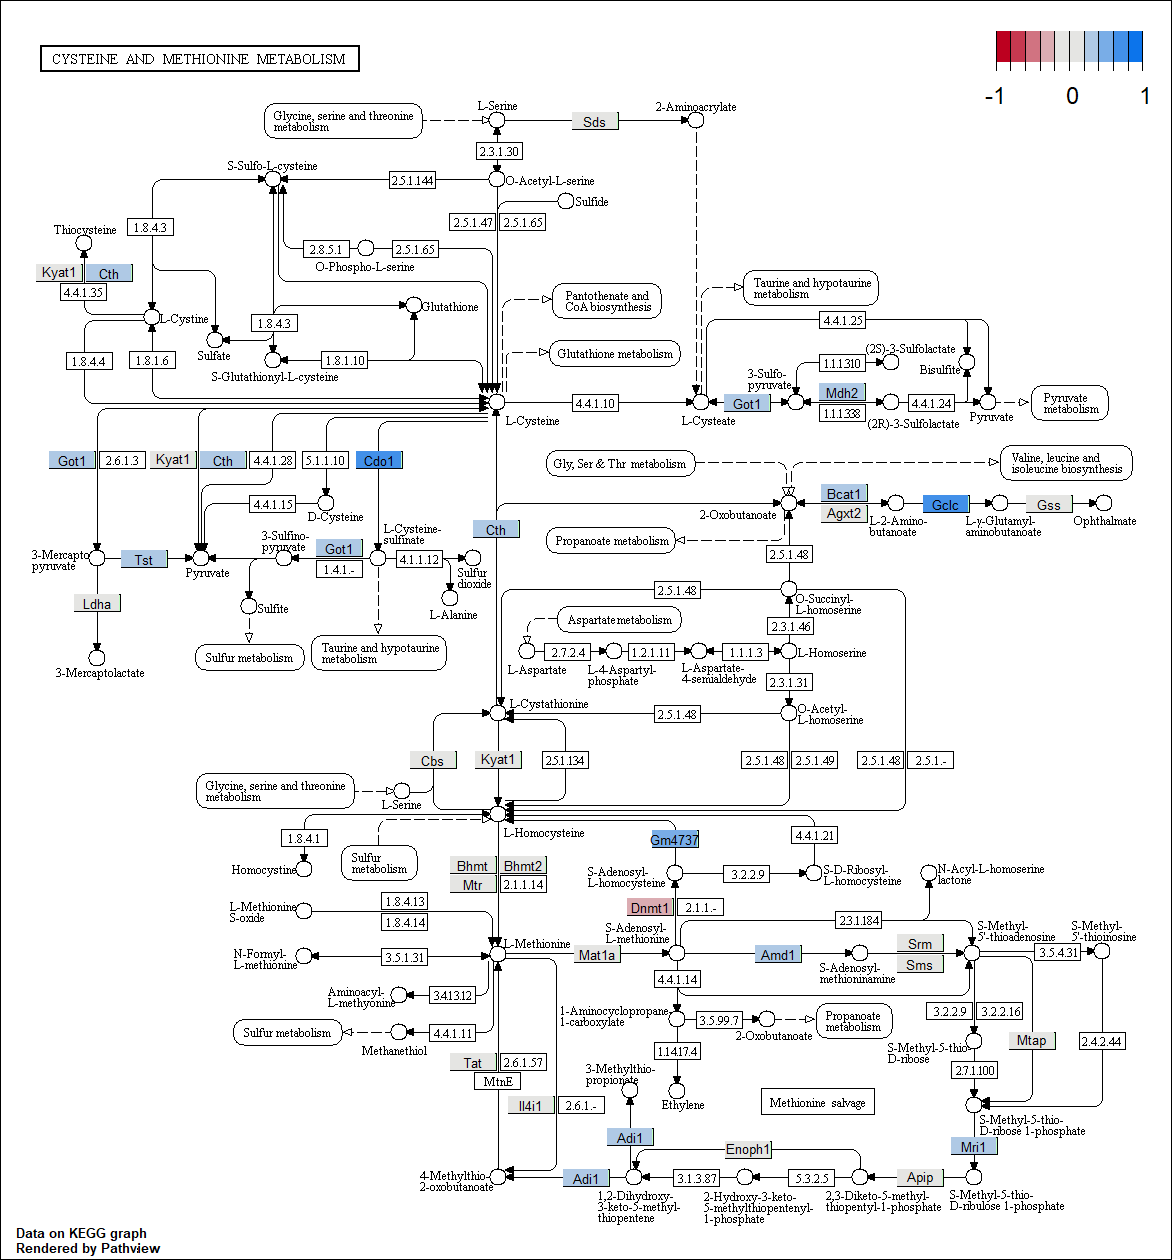 CYSTEINE AND METHIONINE METABOLISM
-1 0 1
Glycine, serine and threonine
metabolism
L-Serine
Sds
2-Aminoacrylate
2.3.1.30
S-Sulfo-L-cysteine
2.5.1.144
O-Acetyl-L-serine
Sulfide
1.8.4.3
2.5.1.47 2.5.1.65
Thiocysteine
2.8.5.1
2.5.1.65
O-Phospho-L-serine
Kyat1 Cth
4.4.1.35
Taurine and hypotaurine
metabolism
Pantothenate and
CoA biosynthesis
Glutathione
L-Cystine
1.8.4.3
4.4.1.25
Sulfate
1.8.4.4
1.8.1.6
1.8.1.10
S-Glutathionyl-L-cysteine
Glutathione metabolism
(2S)-3-Sulfolactate
1.1.1.310
Bisulfite
3-Sulfo-
pyruvate
Mdh2
L-Cysteine
4.4.1.10
L-Cysteate
Got1
1.1.1.338
(2R)-3-Sulfolactate
4.4.1.24
Pyruvate
Pyruvate
metabolism
Got1
2.6.1.3
Kyat1
Cth
4.4.1.28
5.1.1.10
Cdo1
Gly, Ser & Thr metabolism
Valine, leucine and
isoleucine biosynthesis
4.4.1.15
D-Cysteine
2-Oxobutanoate
Bcat1
Agxt2
L-2-Amino-
butanoate
Gclc
L-γ-Glutamyl-
aminobutanoate
Gss
Ophthalmate
Cth
3-Mercapto
pyruvate
Tst
Pyruvate
3-Sulfino-
pyruvate
Got1
1.4.1.-
L-Cysteine-
sulfinate
4.1.1.12
Sulfur
dioxide
Propanoate metabolism
2.5.1.48
Ldha
Sulfite
L-Alanine
2.5.1.48
O-Succinyl-
L-homoserine
Aspartate metabolism
2.3.1.46
3-Mercaptolactate
Sulfur metabolism
Taurine and hypotaurine
metabolism
L-Aspartate
2.7.2.4
L-4-Aspartyl-
phosphate
1.2.1.11
L-Aspartate-
4-semialdehyde
1.1.1.3
L-Homoserine
2.3.1.31
L-Cystathionine
2.5.1.48
O-Acetyl-
L-homoserine
Cbs
Kyat1
2.5.1.134
2.5.1.48 2.5.1.49
2.5.1.48 2.5.1.-
Glycine, serine and threonine
metabolism
L-Serine
L-Homocysteine
1.8.4.1
Homocystine
Sulfur
metabolism
Gm4737
4.4.1.21
Bhmt Bhmt2
Mtr 2.1.1.14
S-Adenosyl-
L-homocysteine
3.2.2.9
S-D-Ribosyl-
L-homocysteine
N-Acyl-L-homoserine
lactone
L-Methionine
S-oxide
1.8.4.13
1.8.4.14
Dnmt1 2.1.1.-
2.3.1.184
S-Adenosyl-
L-methionine
S-Methyl-
5'-thioadenosine
S-Methyl-
5'-thioinosine
N-Formyl-
L-methionine
3.5.1.31
L-Methionine
Mat1a
Amd1
S-Adenosyl-
methioninamine
Srm
Sms
3.5.4.31
4.4.1.14
Aminoacyl-
L-methyonine
3.4.13.12
Sulfur metabolism
Methanethiol
4.4.1.11
1-Aminocyclopropane
1-carboxylate
3.5.99.7
2-Oxobutanoate
Propanoate
metabolism
3.2.2.9 3.2.2.16
S-Methyl-5-thio-
D-ribose
Mtap
2.4.2.44
1.14.17.4
Tat 2.6.1.57
MtnE
3-Methylthio-
propionate
2.7.1.100
Il4i1 2.6.1.-
Ethylene
Methionine salvage
S-Methyl-5-thio-
D-ribose 1-phosphate
Adi1
Enoph1
Mri1
4-Methylthio-
2-oxobutanoate
Adi1
1,2-Dihydroxy-
3-keto-5-methyl-
thiopentene
3.1.3.87
2-Hydroxy-3-keto-
5-methylthiopentenyl-
1-phosphate
5.3.2.5
2,3-Diketo-5-methyl-
thiopentyl-1-phosphate
Apip
S-Methyl-5-thio-
D-ribulose 1-phosphate
Data on KEGG graph
Rendered by Pathview